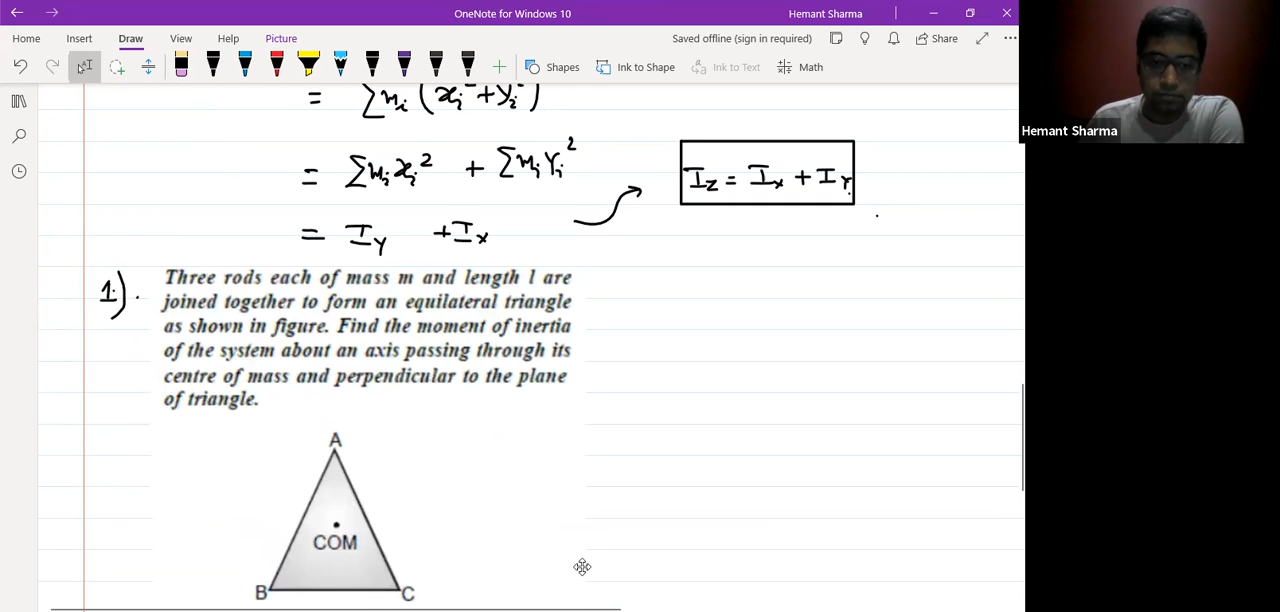 OneNote for Windows 10
Hemant Sharma
Home Insert Draw View Help Picture
Saved offline (sign in required) Share
Shapes Ink to Shape Ink to Text Math
= ∑mᵢ (xᵢ² + yᵢ²)
= ∑mᵢxᵢ² + ∑mᵢyᵢ²
I_z = I_x + I_y
= I_y + I_x
1).
Three rods each of mass m and length l are
joined together to form an equilateral triangle
as shown in figure. Find the moment of inertia
of the system about an axis passing through its
centre of mass and perpendicular to the plane
of triangle.
A
COM
B C
Hemant Sharma